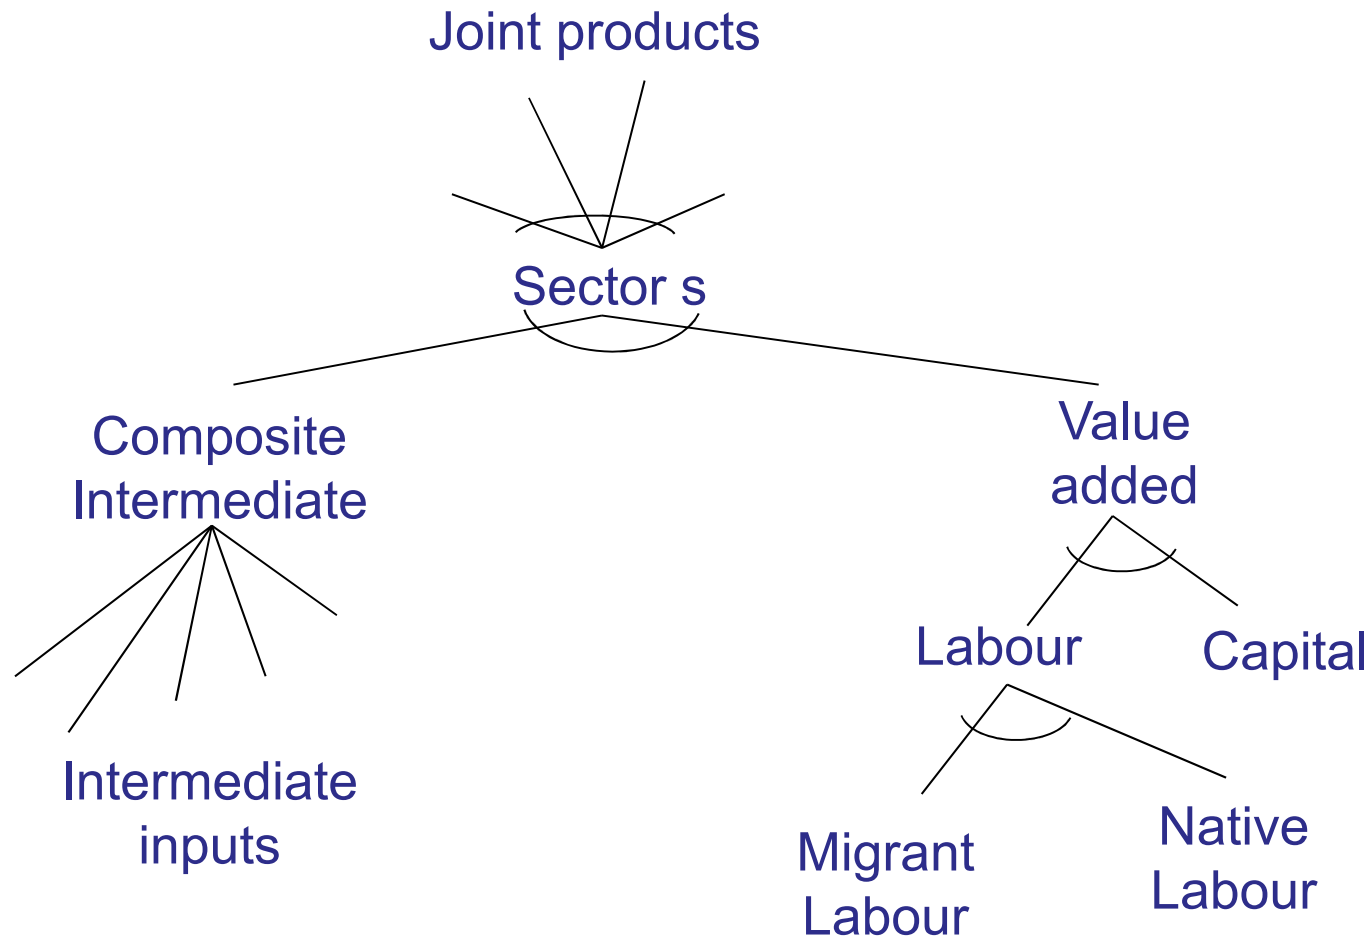 Joint products
Sector s
Composite
Intermediate
Value
added
Labour
Capital
Intermediate
inputs
Migrant
Labour
Native
Labour